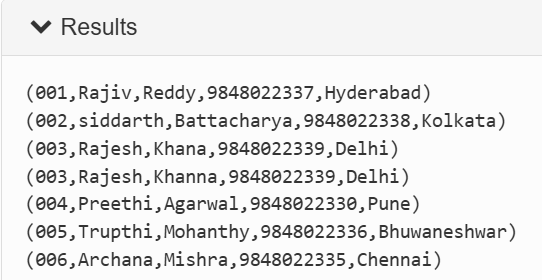 Results
(001,Rajiv,Reddy,9848022337,Hyderabad)
(002,siddarth,Battacharya,9848022338,Kolkata)
(003,Rajesh,Khana,9848022339,Delhi)
(003,Rajesh,Khanna,9848022339,Delhi)
(004,Preethi,Agarwal,9848022330,Pune)
(005,Trupthi,Mohanthy,9848022336,Bhuwaneshwar)
(006,Archana,Mishra,9848022335,Chennai)